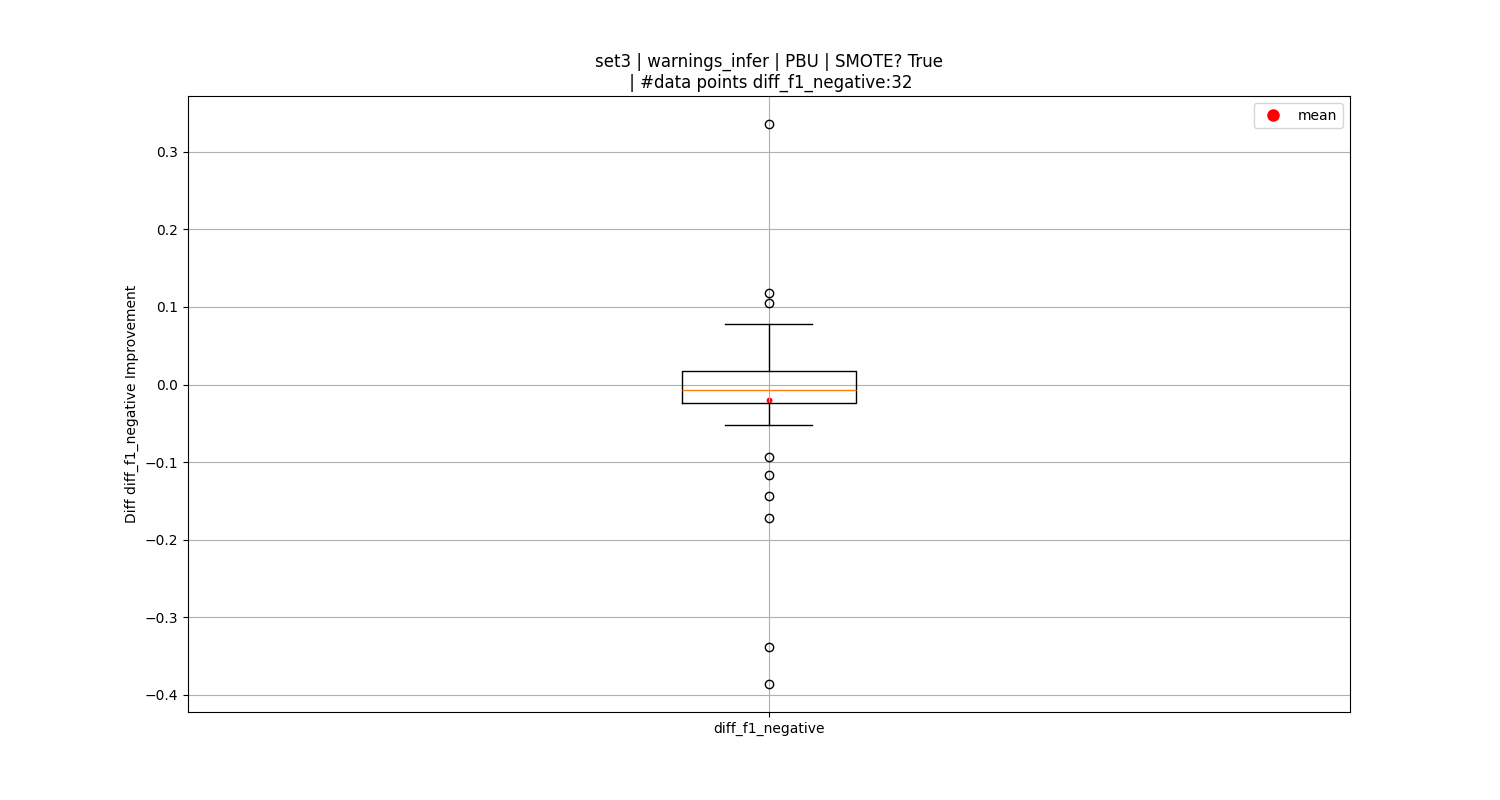 set3 | warnings_infer | PBU | SMOTE? True
| #data points diff_f1_negative:32
mean
0.3
0.2
0.1
0.0
−0.1
−0.2
−0.3
−0.4
Diff diff_f1_negative Improvement
diff_f1_negative